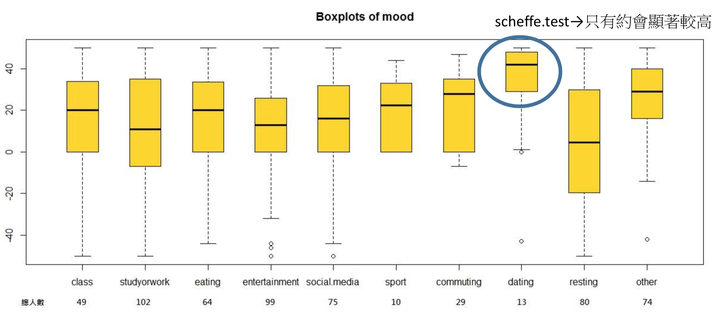 Boxplots of mood
scheffe.test→只有約會顯著較高
40
20
0
-20
-40
class studyorwork eating entertainment social.media sport commuting dating resting other
總人數 49 102 64 99 75 10 29 13 80 74